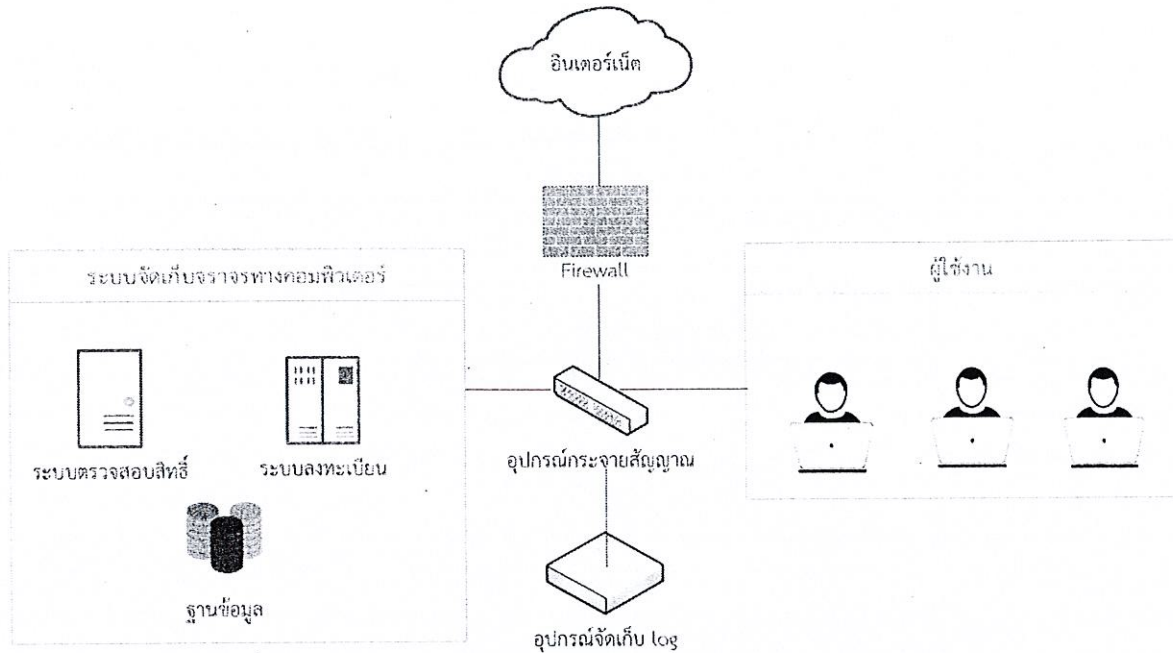 อินเตอร์เน็ต
Firewall
ระบบจัดเก็บจราจรทางคอมพิวเตอร์
ผู้ใช้งาน
ระบบตรวจสอบสิทธิ์
ระบบลงทะเบียน
อุปกรณ์กระจายสัญญาณ
ฐานข้อมูล
อุปกรณ์จัดเก็บ log